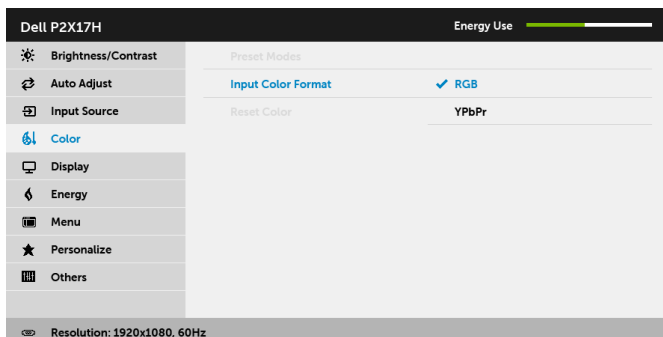 Dell P2X17H Energy Use
Brightness/Contrast Preset Modes
Auto Adjust Input Color Format RGB
Input Source Reset Color YPbPr
Color
Display
Energy
Menu
Personalize
Others
Resolution: 1920x1080, 60Hz